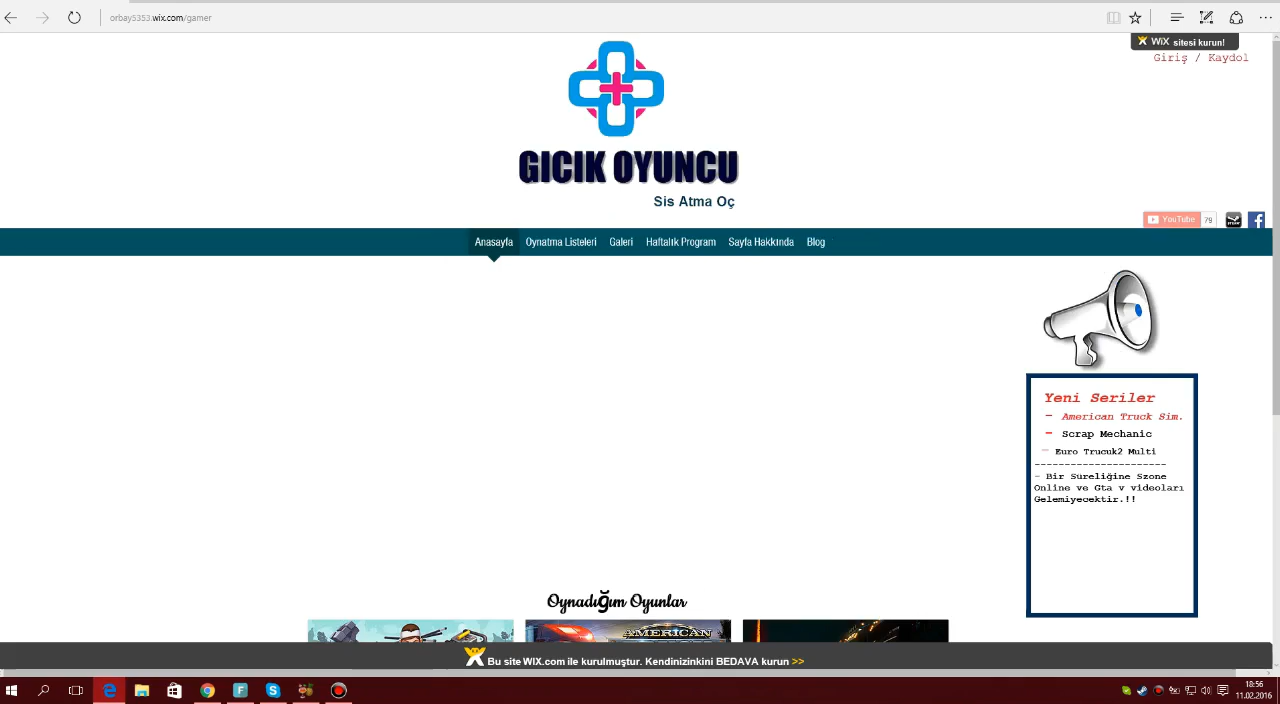 orbay5353.wix.com/gamer
WiX sitesi kurun!
Giriş / Kaydol
GICIK OYUNCU
Sis Atma Oç
YouTube 79
Anasayfa Oynatma Listeleri Galeri Haftalık Program Sayfa Hakkında Blog
Yeni Seriler
- American Truck Sim.
- Scrap Mechanic
- Euro Trucuk2 Multi
----------------------
- Bir Süreliğine Szone
Online ve Gta v videoları
Gelemiyecektir.!!
Oynadığım Oyunlar
AMERICAN
Bu site WIX.com ile kurulmuştur. Kendinizinkini BEDAVA kurun >>
18:56
11.02.2016